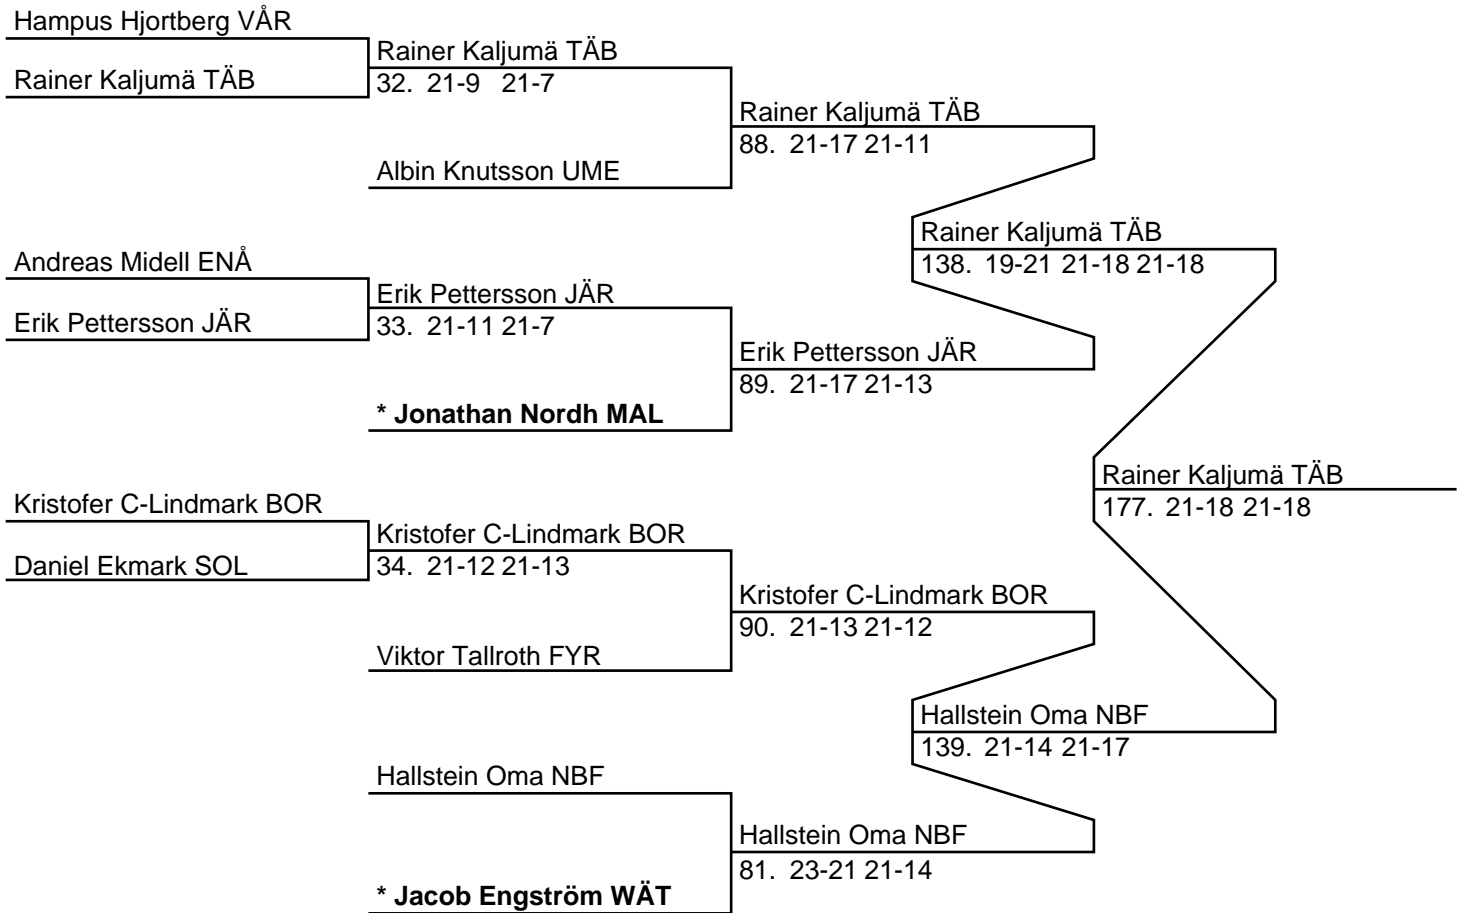 Hampus Hjortberg VÅR
Rainer Kaljumä TÄB
Rainer Kaljumä TÄB
32. 21-9 21-7
Rainer Kaljumä TÄB
88. 21-17 21-11
Albin Knutsson UME
Rainer Kaljumä TÄB
138. 19-21 21-18 21-18
Andreas Midell ENÅ
Erik Pettersson JÄR
Erik Pettersson JÄR
33. 21-11 21-7
Erik Pettersson JÄR
89. 21-17 21-13
* Jonathan Nordh MAL
Rainer Kaljumä TÄB
177. 21-18 21-18
Kristofer C-Lindmark BOR
Kristofer C-Lindmark BOR
Daniel Ekmark SOL
34. 21-12 21-13
Kristofer C-Lindmark BOR
90. 21-13 21-12
Viktor Tallroth FYR
Hallstein Oma NBF
139. 21-14 21-17
Hallstein Oma NBF
Hallstein Oma NBF
81. 23-21 21-14
* Jacob Engström WÄT